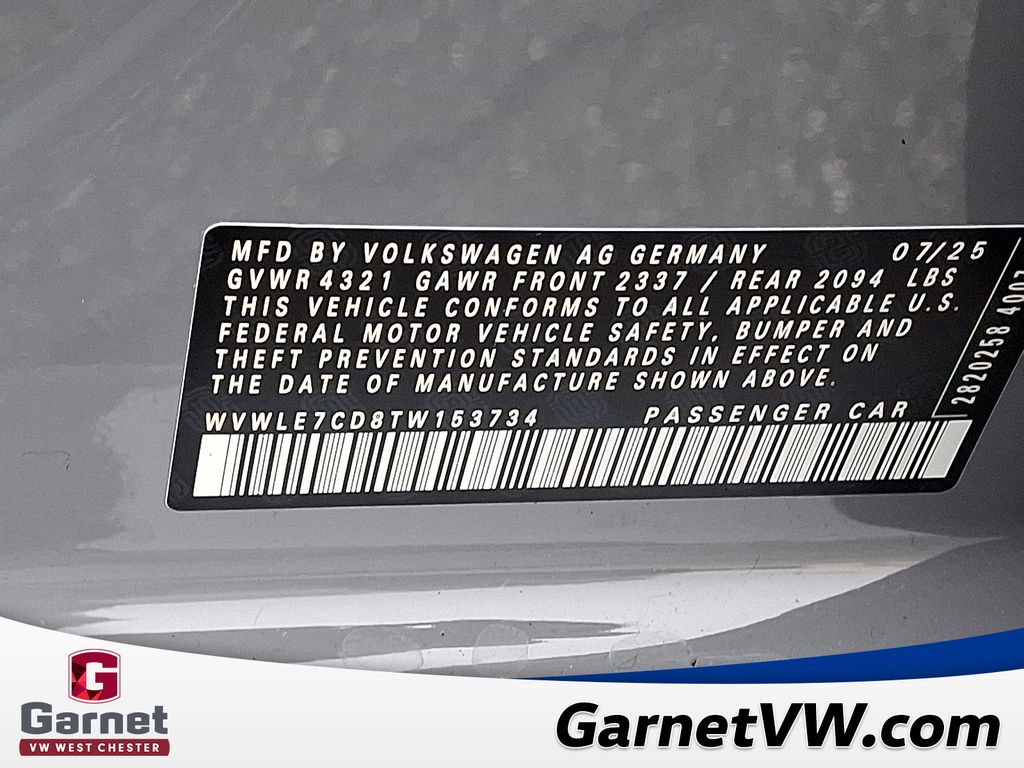 MFD BY VOLKSWAGEN AG GERMANY 07/25
GVWR 4321 GAWR FRONT 2337 / REAR 2094 LBS
THIS VEHICLE CONFORMS TO ALL APPLICABLE U.S.
FEDERAL MOTOR VEHICLE SAFETY, BUMPER AND
THEFT PREVENTION STANDARDS IN EFFECT ON
THE DATE OF MANUFACTURE SHOWN ABOVE.
WVWLE7CD8TW153734 PASSENGER CAR
2820258 4007
G
Garnet
VW WEST CHESTER
GarnetVW.com